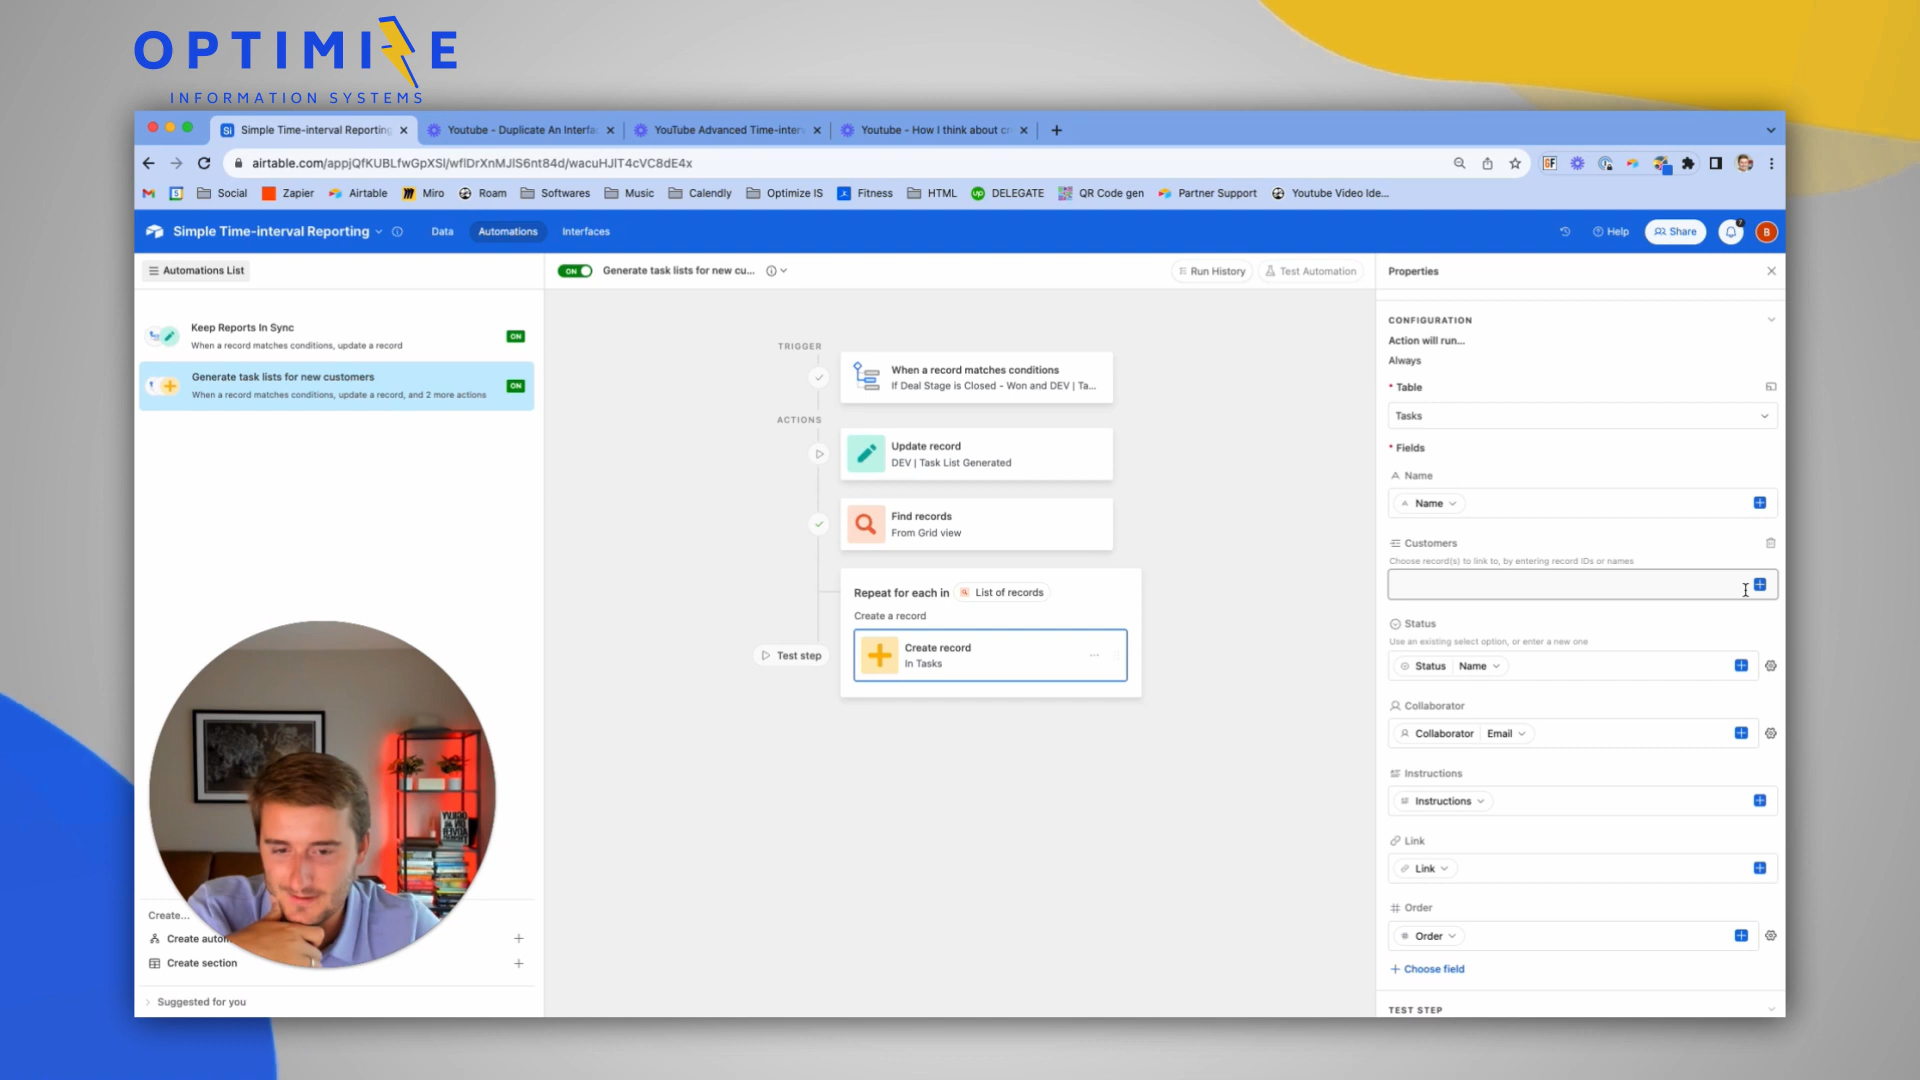 OPTIMIZE
INFORMATION SYSTEMS
Simple Time-interval Reporting
Youtube - Duplicate An Interfa
YouTube Advanced Time-inter
Youtube - How I think about cr
airtable.com/appjQfKUBLfwGpXSI/wflDrXnMJlS6nt84d/wacuHJIT4cVC8dE4x
Social
Zapier
Airtable
Miro
Roam
Softwares
Music
Calendly
Optimize IS
Fitness
HTML
DELEGATE
QR Code gen
Partner Support
Youtube Video Ide...
Simple Time-interval Reporting
Data
Automations
Interfaces
Help
Share
7
B
Automations List
ON
Generate task lists for new cu...
Run History
Test Automation
Properties
Keep Reports In Sync
When a record matches conditions, update a record
ON
Generate task lists for new customers
When a record matches conditions, update a record, and 2 more actions
ON
TRIGGER
When a record matches conditions
If Deal Stage is Closed - Won and DEV | Ta...
ACTIONS
Update record
DEV | Task List Generated
Find records
From Grid view
Repeat for each in List of records
Create a record
Test step
Create record
In Tasks
CONFIGURATION
Action will run...
Always
* Table
Tasks
* Fields
Name
Name
Customers
Choose record(s) to link to, by entering record IDs or names
Status
Use an existing select option, or enter a new one
Status Name
Collaborator
Collaborator Email
Instructions
Instructions
Link
Link
Order
Order
+ Choose field
TEST STEP
Create...
Create autom
Create section
Suggested for you